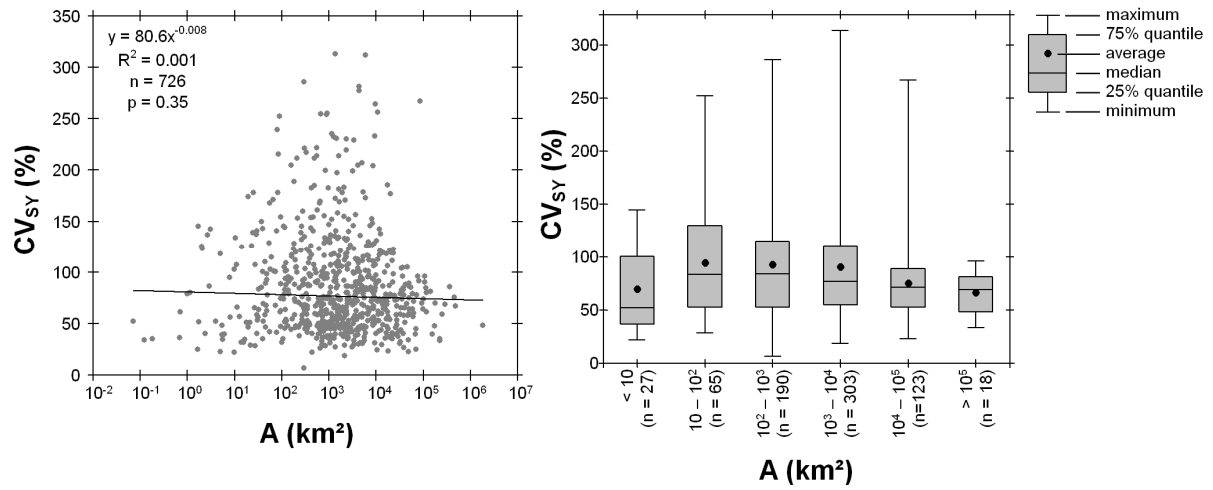 350
300
250
200
150
100
50
0
CV_SY (%)
y = 80.6x^-0.008
R² = 0.001
n = 726
p = 0.35
10^-2 10^-1 10^0 10^1 10^2 10^3 10^4 10^5 10^6 10^7
A (km²)
300
250
200
150
100
50
0
CV_SY (%)
< 10
(n = 27)
10 – 10²
(n = 65)
10² – 10³
(n = 190)
10³ – 10⁴
(n = 303)
10⁴ – 10⁵
(n=123)
> 10⁵
(n = 18)
A (km²)
maximum
75% quantile
average
median
25% quantile
minimum